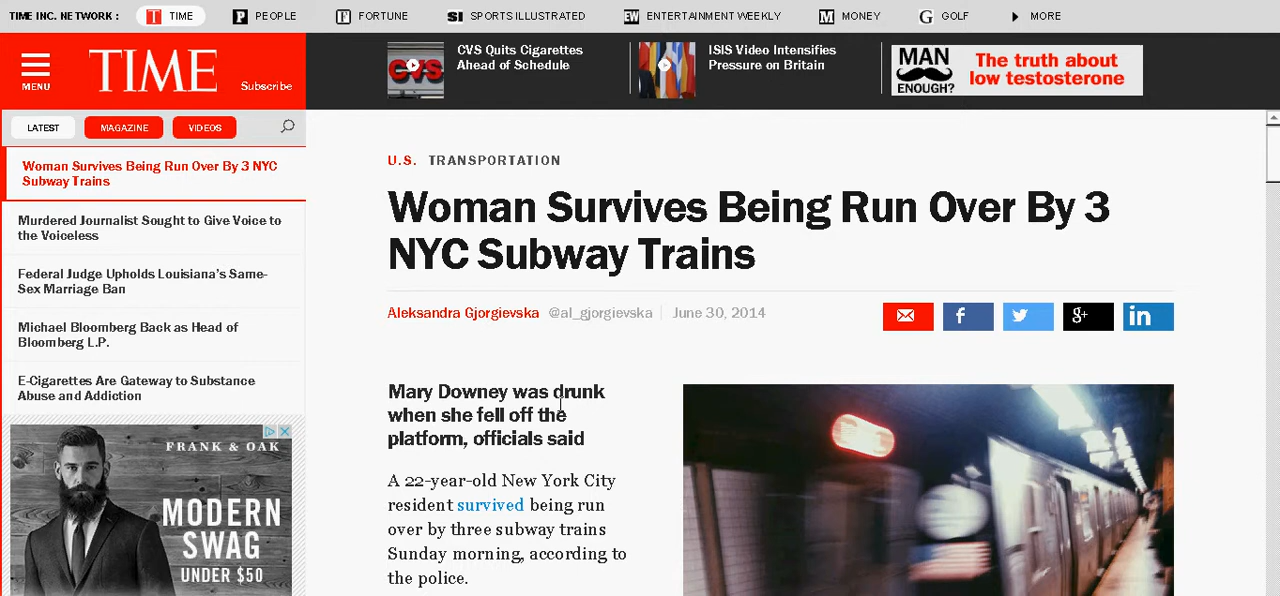 TIME INC. NETWORK :
TIME
PEOPLE
FORTUNE
SI SPORTS ILLUSTRATED
EW ENTERTAINMENT WEEKLY
M MONEY
G GOLF
MORE
MENU
TIME
Subscribe
CVS
CVS Quits Cigarettes
Ahead of Schedule
ISIS Video Intensifies
Pressure on Britain
MAN
ENOUGH?
The truth about
low testosterone
LATEST
MAGAZINE
VIDEOS
Woman Survives Being Run Over By 3 NYC
Subway Trains
Murdered Journalist Sought to Give Voice to
the Voiceless
Federal Judge Upholds Louisiana's Same-
Sex Marriage Ban
Michael Bloomberg Back as Head of
Bloomberg L.P.
E-Cigarettes Are Gateway to Substance
Abuse and Addiction
FRANK & OAK
MODERN
SWAG
UNDER $50
U.S. TRANSPORTATION
Woman Survives Being Run Over By 3
NYC Subway Trains
Aleksandra Gjorgievska @al_gjorgievska June 30, 2014
f
g+
in
Mary Downey was drunk
when she fell off the
platform, officials said
A 22-year-old New York City
resident survived being run
over by three subway trains
Sunday morning, according to
the police.